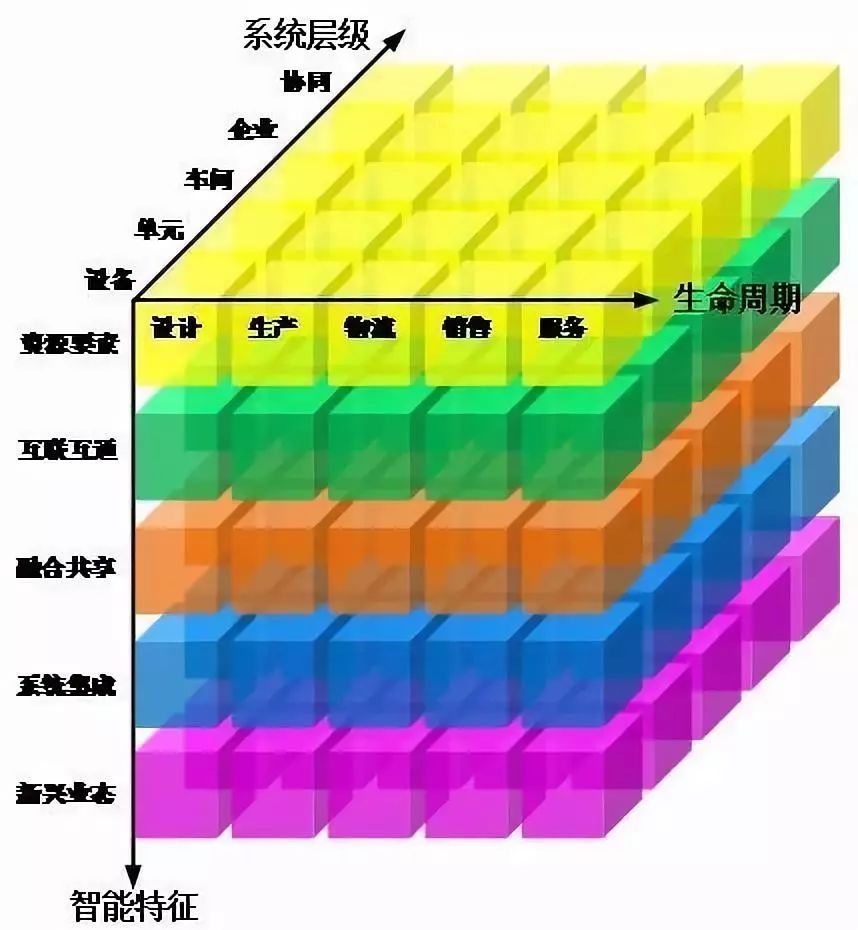 系统层级
协同
企业
车间
单元
设备
生命周期
设计 生产 物流 销售 服务
资源要素
互联互通
融合共享
系统集成
新兴业态
智能特征